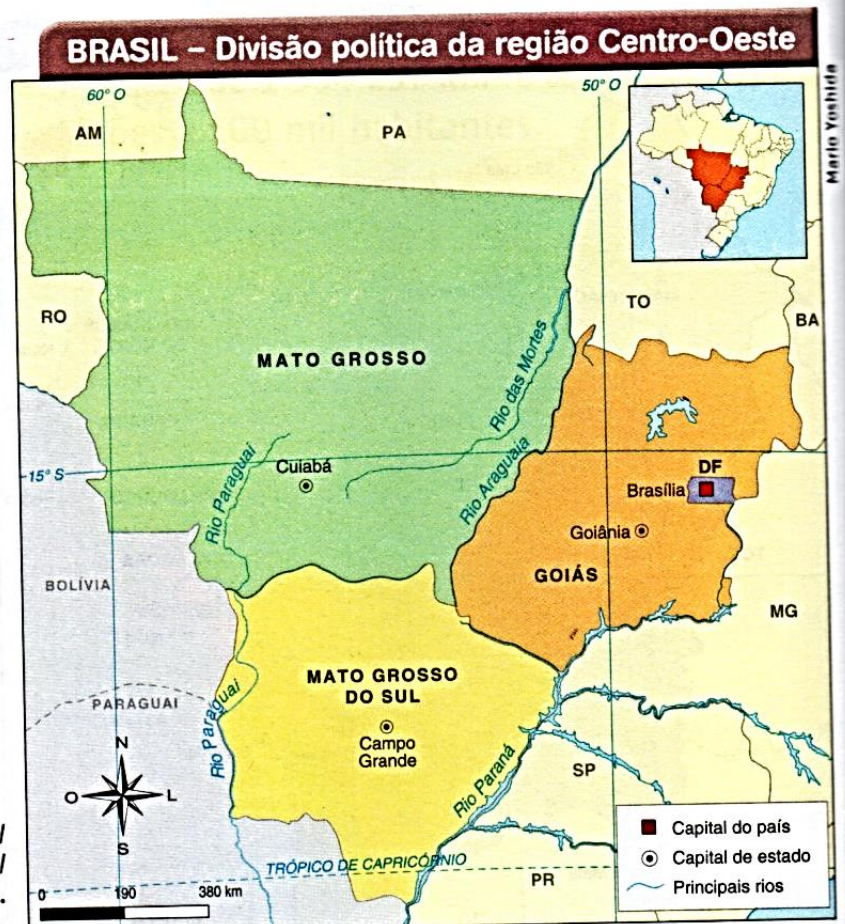 BRASIL – Divisão política da região Centro-Oeste
Mario Yoshida
60° O
50° O
AM
PA
RO
TO
BA
MATO GROSSO
Rio das Mortes
Rio Paraguai
Cuiabá
Rio Araguaia
15° S
DF
Brasília
Goiânia
GOIÁS
BOLÍVIA
MG
MATO GROSSO
DO SUL
PARAGUAI
Rio Paraguai
Campo
Grande
Rio Paraná
N
O
L
S
SP
TRÓPICO DE CAPRICÓRNIO
PR
0 190 380 km
Capital do país
Capital de estado
Principais rios